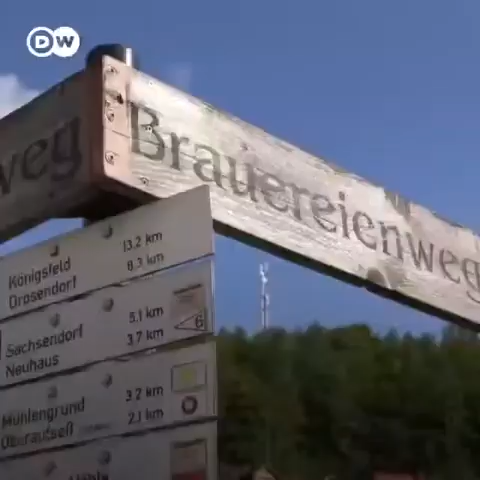 DW
weg
Brauereienweg
Königsfeld 13.2 km
Drosendorf 8.3 km
Sachsendorf 5.1 km
Neuhaus 3.7 km
6
Mühlengrund 3.2 km
Oberaufseß 2.1 km